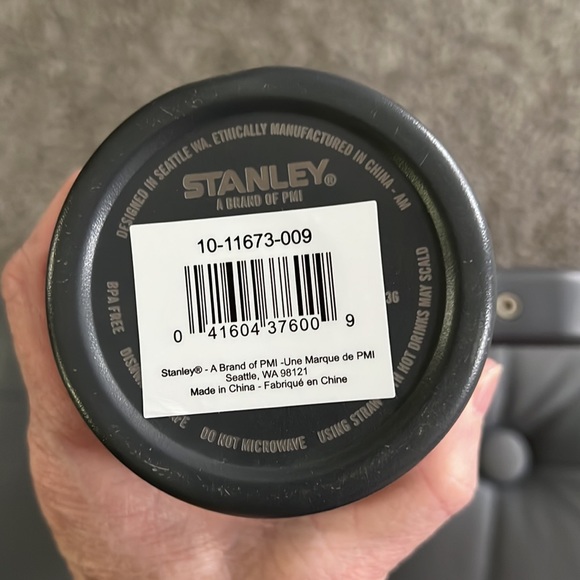 DESIGNED IN SEATTLE WA. ETHICALLY MANUFACTURED IN CHINA - AM
STANLEY®
A BRAND OF PMI
10-11673-009
0 41604 37600 9
Stanley® - A Brand of PMI -Une Marque de PMI
Seattle, WA 98121
Made in China - Fabriqué en Chine
36
BPA FREE
DO NOT MICROWAVE
USING HOT DRINKS MAY SCALD